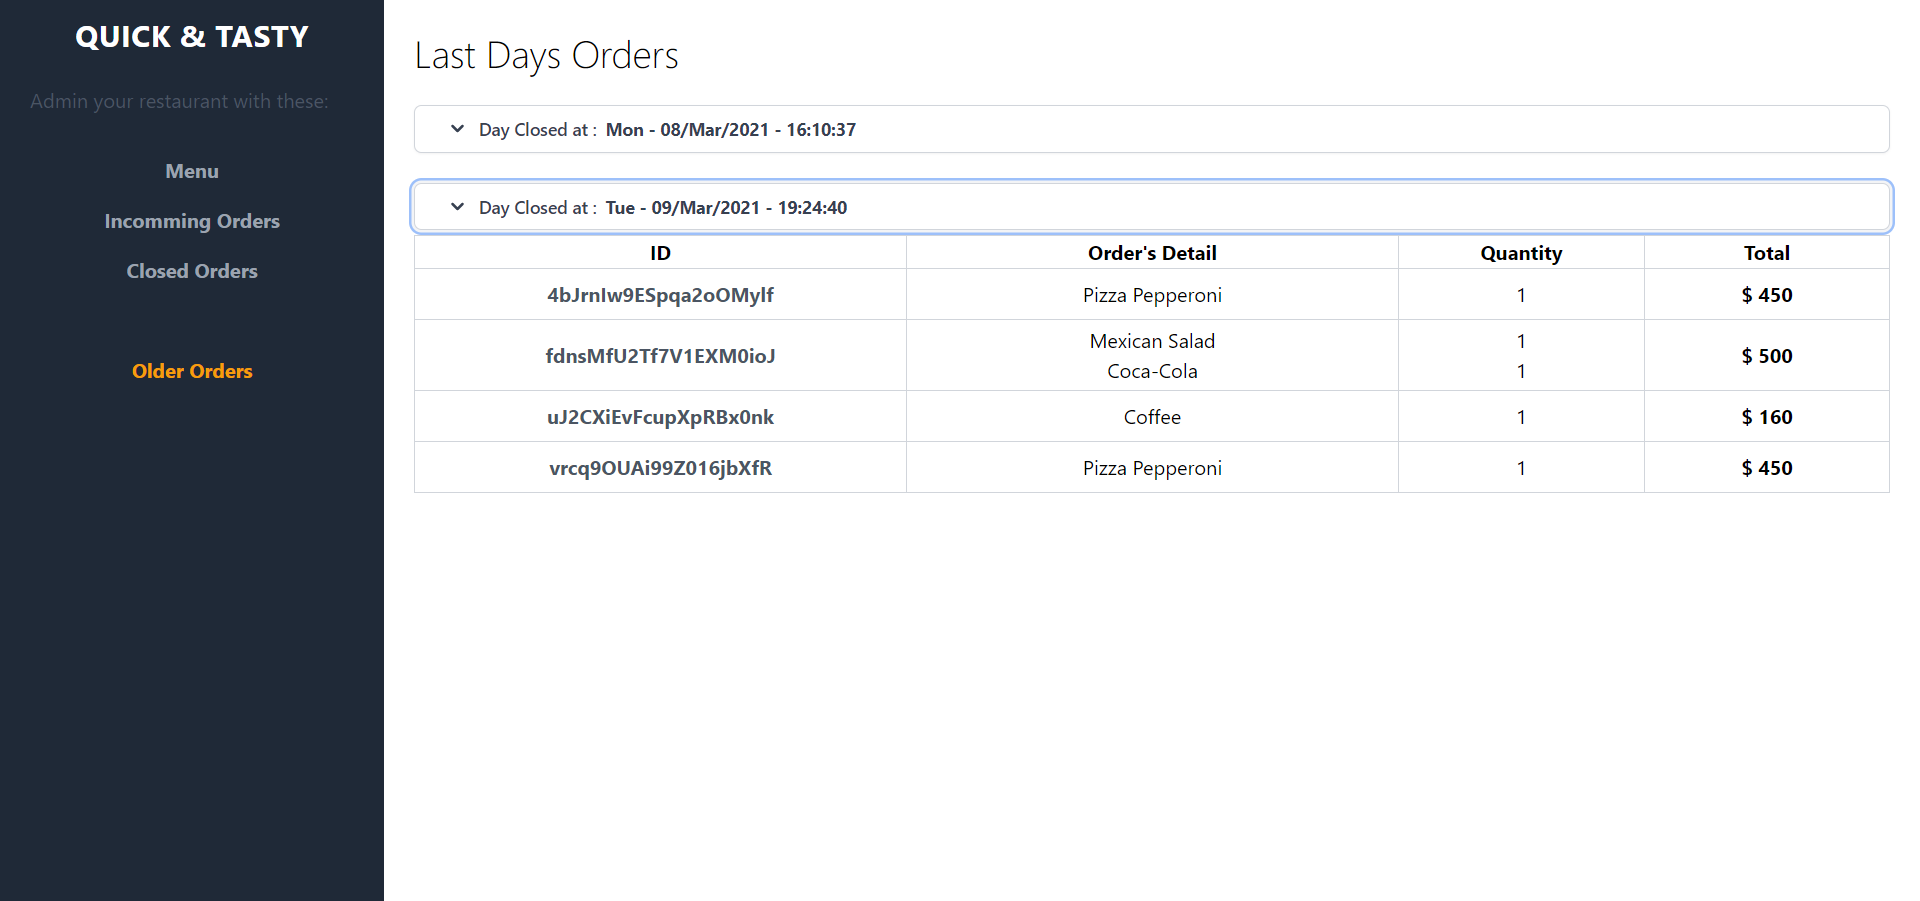 QUICK & TASTY
Admin your restaurant with these:
Menu
Incomming Orders
Closed Orders
Older Orders
Last Days Orders
Day Closed at : Mon - 08/Mar/2021 - 16:10:37
Day Closed at : Tue - 09/Mar/2021 - 19:24:40
ID Order's Detail Quantity Total
4bJrnIw9ESpqa2oOMylf Pizza Pepperoni 1 $ 450
fdnsMfU2Tf7V1EXM0ioJ Mexican Salad 1 $ 500
Coca-Cola 1
uJ2CXiEvFcupXpRBx0nk Coffee 1 $ 160
vrcq9OUAi99Z016jbXfR Pizza Pepperoni 1 $ 450